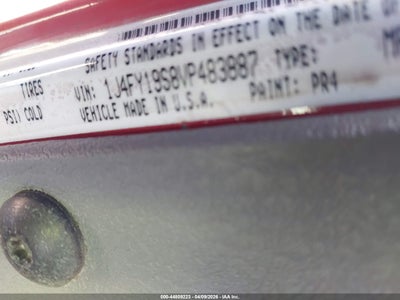 SAFETY STANDARDS IN EFFECT ON THE DATE OF
TIRES VIN: 1J4FY19S8VP483887 TYPE:
PSI) COLD VEHICLE MADE IN U.S.A. PAINT: PR4
000-44809223 - 04/09/2026 - IAA Inc.